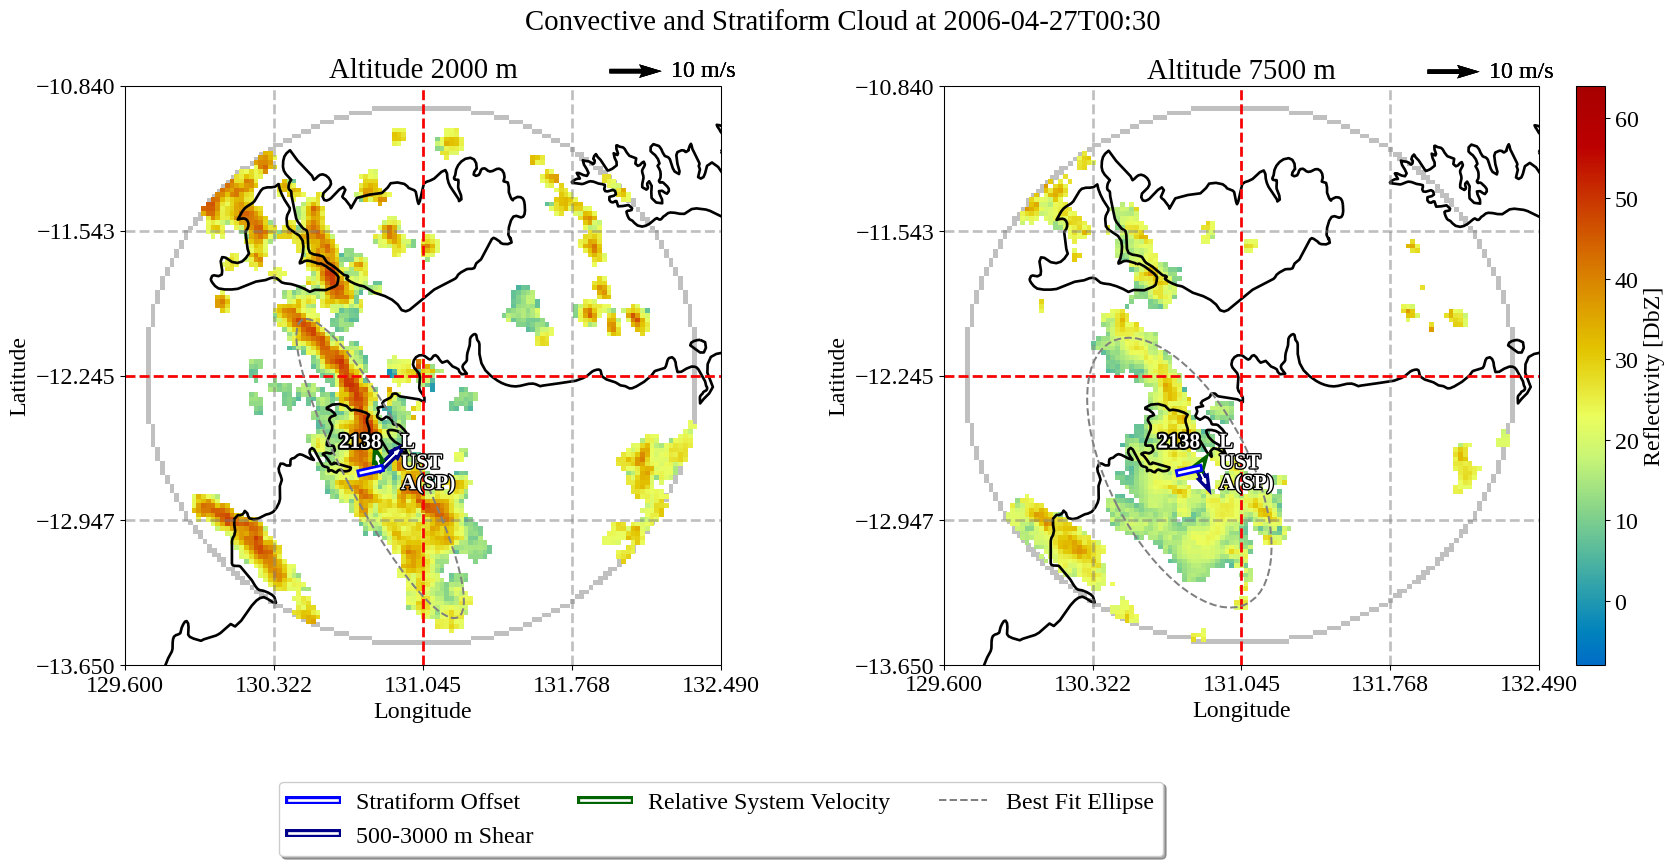 Convective and Stratiform Cloud at 2006-04-27T00:30
Altitude 2000 m
10 m/s
−10.840
−11.543
−12.245
−12.947
−13.650
Latitude
2138
L
UST
A(SP)
129.600
130.322
131.045
131.768
132.490
Longitude
Altitude 7500 m
10 m/s
−10.840
−11.543
−12.245
−12.947
−13.650
Latitude
2138
L
UST
A(SP)
129.600
130.322
131.045
131.768
132.490
Longitude
60
50
40
30
20
10
0
Reflectivity [DbZ]
Stratiform Offset
Relative System Velocity
Best Fit Ellipse
500-3000 m Shear